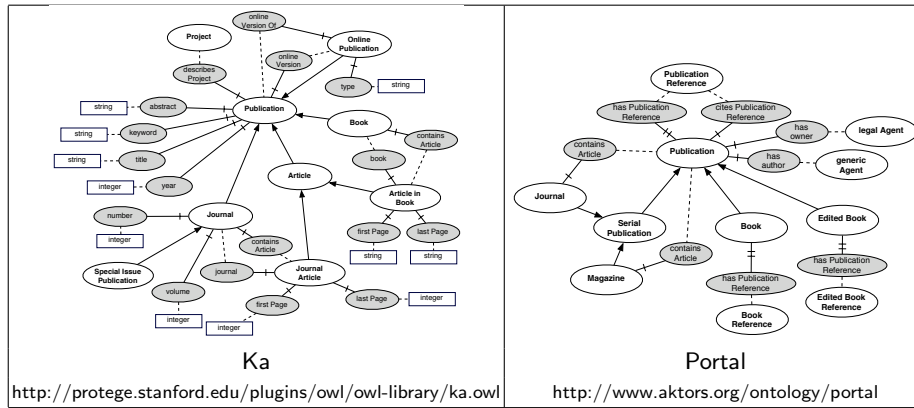 online
Version Of
Project
Online
Publication
online
Version
describes
Project
type
string
string
abstract
Publication
string
keyword
Book
contains
Article
string
title
book
integer
year
Article
Article in
Book
number
Journal
first Page
last Page
integer
contains
Article
string
string
Special Issue
Publication
journal
Journal
Article
volume
first Page
last Page
integer
integer
integer
Ka
http://protege.stanford.edu/plugins/owl/owl-library/ka.owl
Publication
Reference
has Publication
Reference
cites Publication
Reference
has
owner
legal Agent
contains
Article
Publication
has
author
generic
Agent
Journal
Serial
Publication
Book
Edited Book
contains
Article
Magazine
has Publication
Reference
has Publication
Reference
Book
Reference
Edited Book
Reference
Portal
http://www.aktors.org/ontology/portal